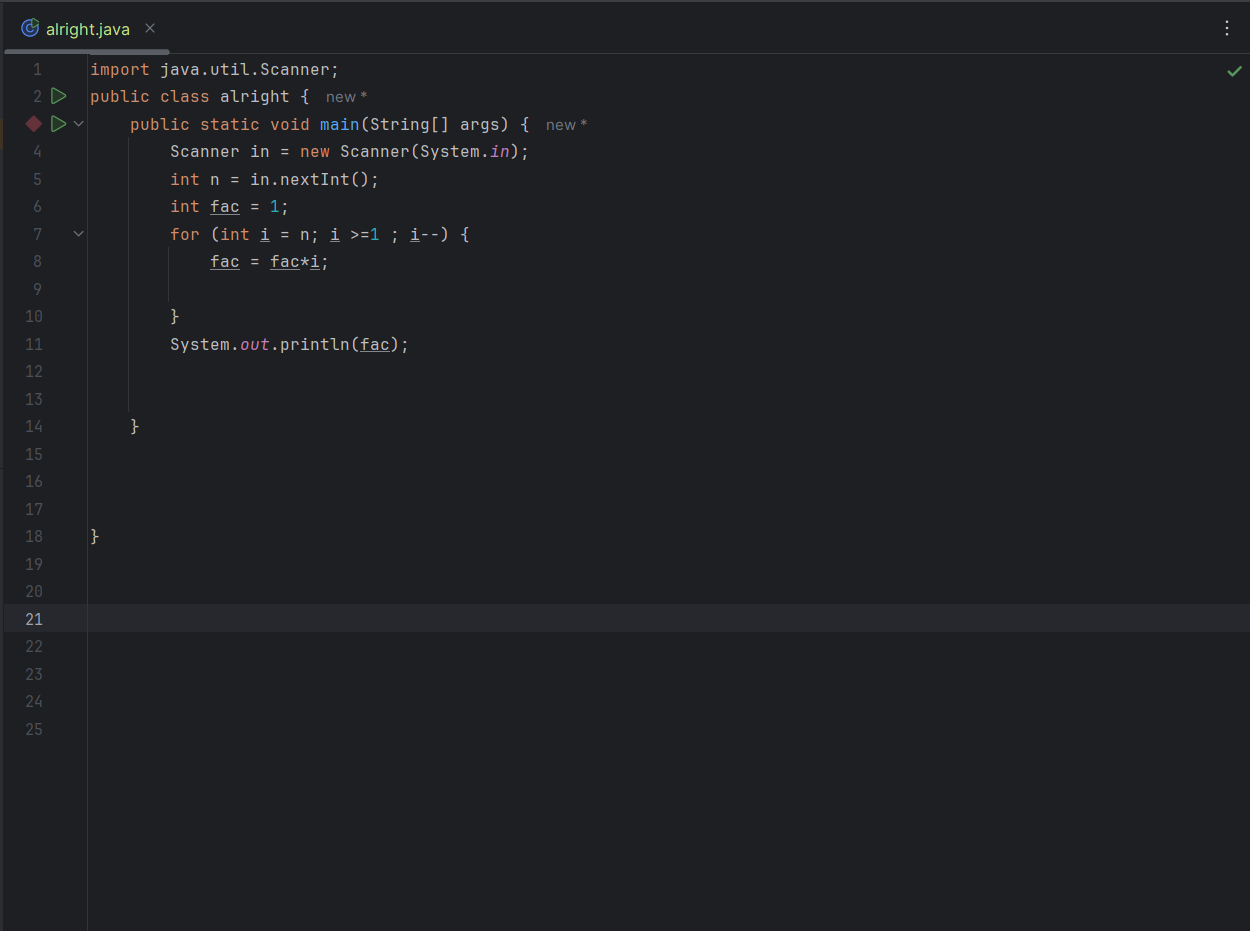 alright.java
1 import java.util.Scanner;
2 public class alright { new *
public static void main(String[] args) { new *
4 Scanner in = new Scanner(System.in);
5 int n = in.nextInt();
6 int fac = 1;
7 for (int i = n; i >=1 ; i--) {
8 fac = fac*i;
9
10 }
11 System.out.println(fac);
12
13
14 }
15
16
17
18 }
19
20
21
22
23
24
25